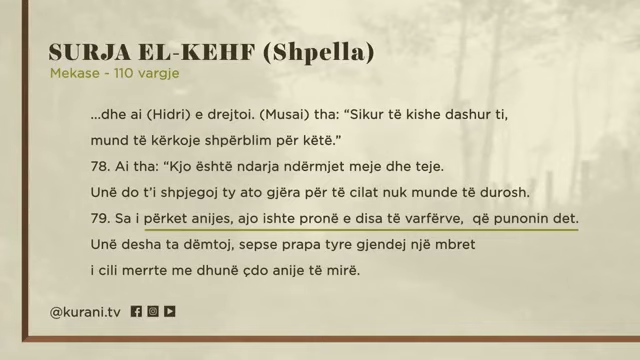 SURJA EL-KEHF (Shpella)
Mekase - 110 vargje
...dhe ai (Hidri) e drejtoi. (Musai) tha: “Sikur të kishe dashur ti,
mund të kërkoje shpërblim për këtë.”
78. Ai tha: “Kjo është ndarja ndërmjet meje dhe teje.
Unë do t’i shpjegoj ty ato gjëra për të cilat nuk munde të durosh.
79. Sa i përket anijes, ajo ishte pronë e disa të varfërve, që punonin det.
Unë desha ta dëmtoj, sepse prapa tyre gjendej një mbret
i cili merrte me dhunë çdo anije të mirë.
@kurani.tv